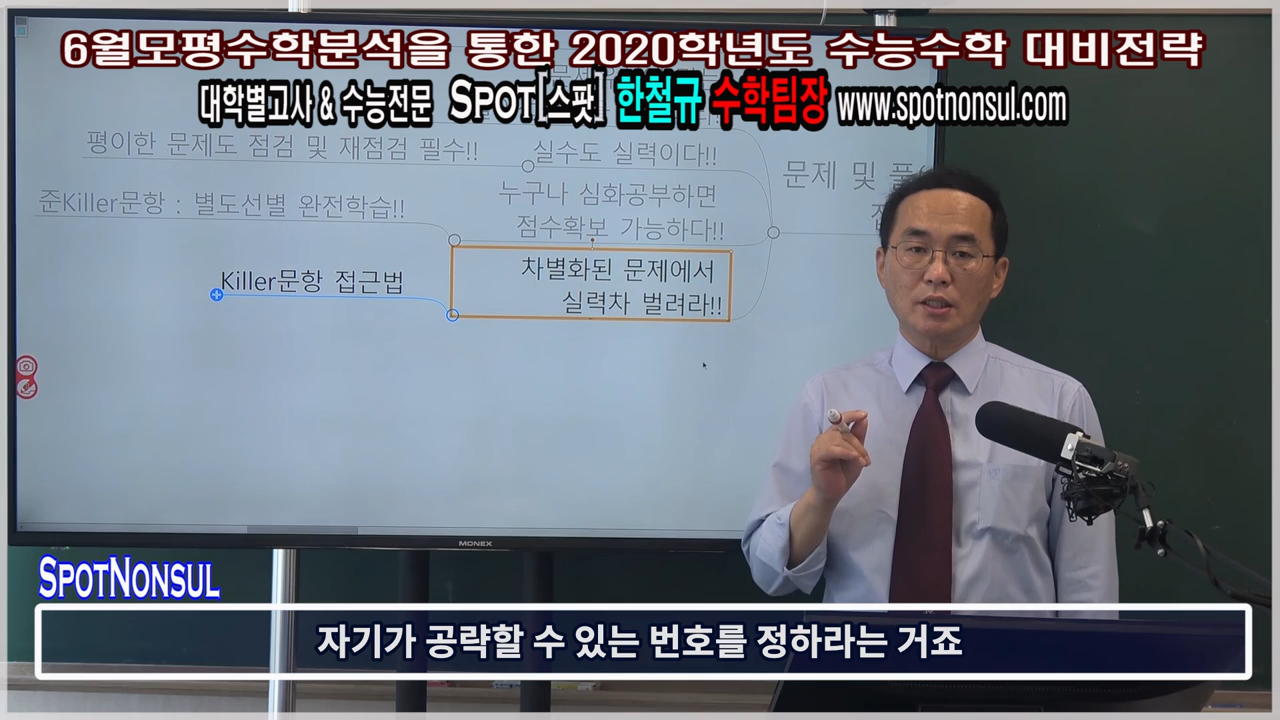 6월모평수학분석을 통한 2020학년도 수능수학 대비전략
대학별고사 & 수능전문 SPOT[스팟] 한철규 수학팀장 www.spotnonsul.com
평이한 문제도 점검 및 재점검 필수!!
실수도 실력이다!!
문제 및
준Killer문항 : 별도선별 완전학습!!
누구나 심화공부하면
점수확보 가능하다!!
Killer문항 접근법
차별화된 문제에서
실력차 벌려라!!
MONEX
SPOTNONSUL
자기가 공략할 수 있는 번호를 정하라는 거죠